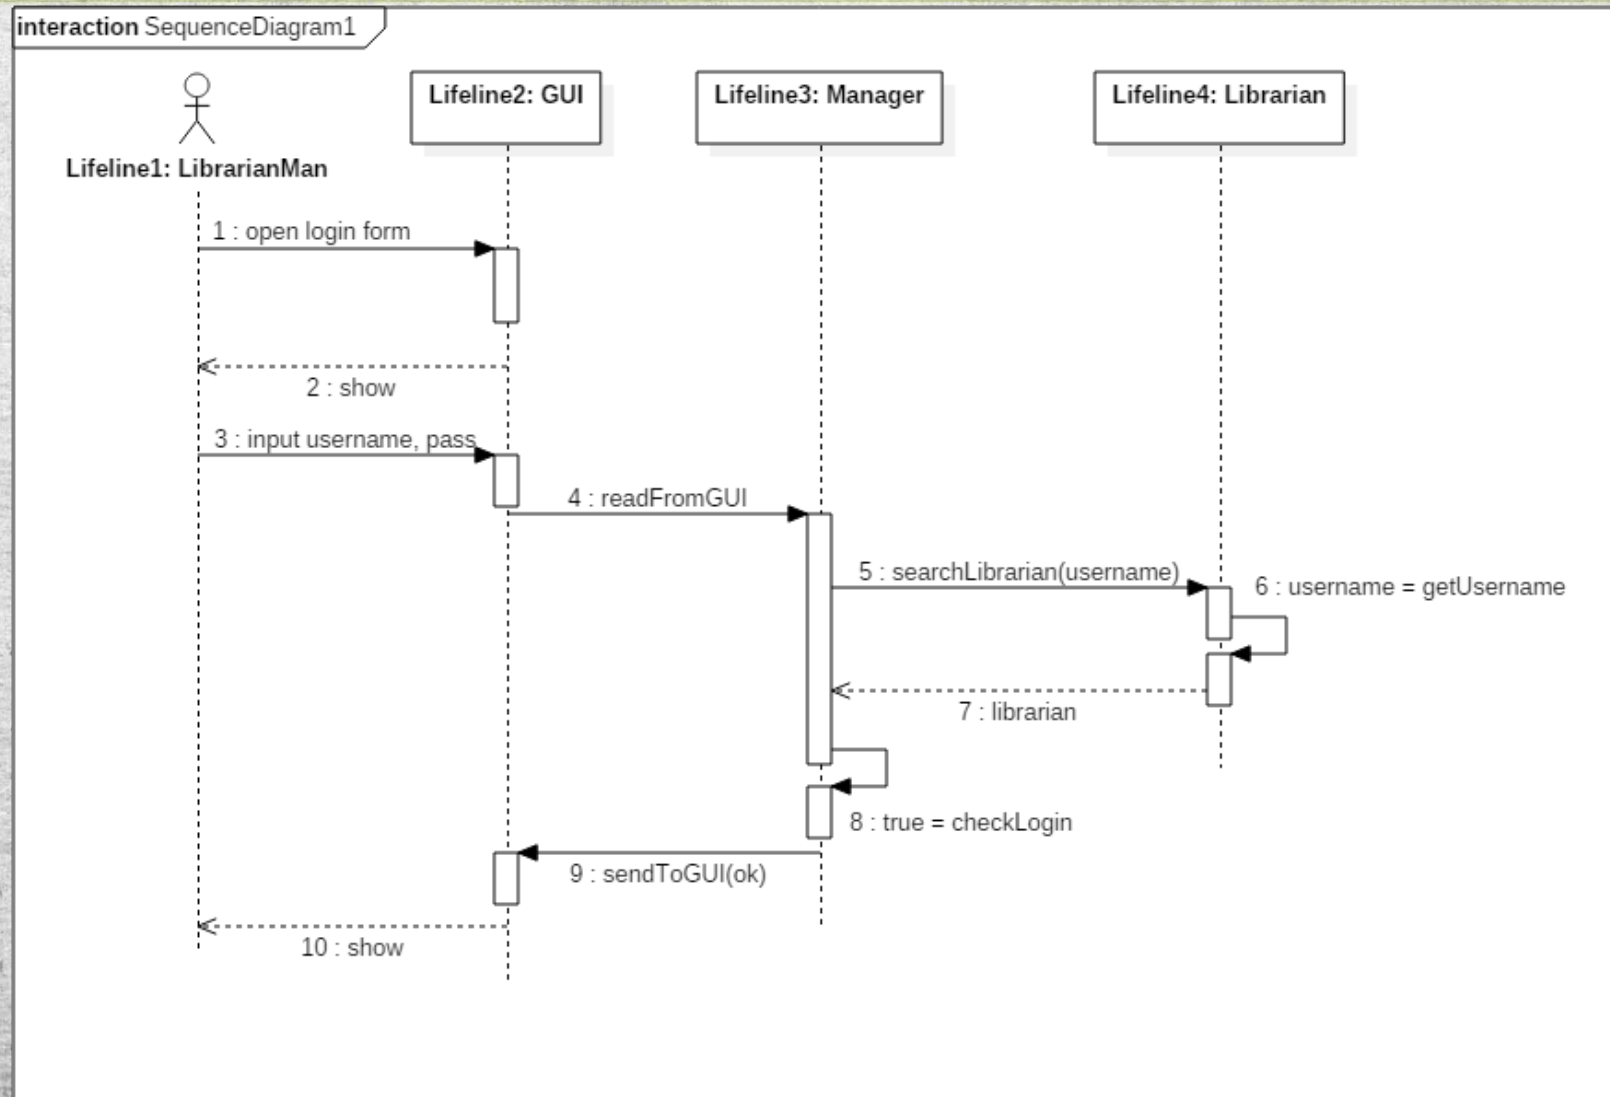 interaction SequenceDiagram1
Lifeline2: GUI
Lifeline3: Manager
Lifeline4: Librarian
Lifeline1: LibrarianMan
1 : open login form
2 : show
3 : input username, pass
4 : readFromGUI
5 : searchLibrarian(username)
6 : username = getUsername
7 : librarian
8 : true = checkLogin
9 : sendToGUI(ok)
10 : show